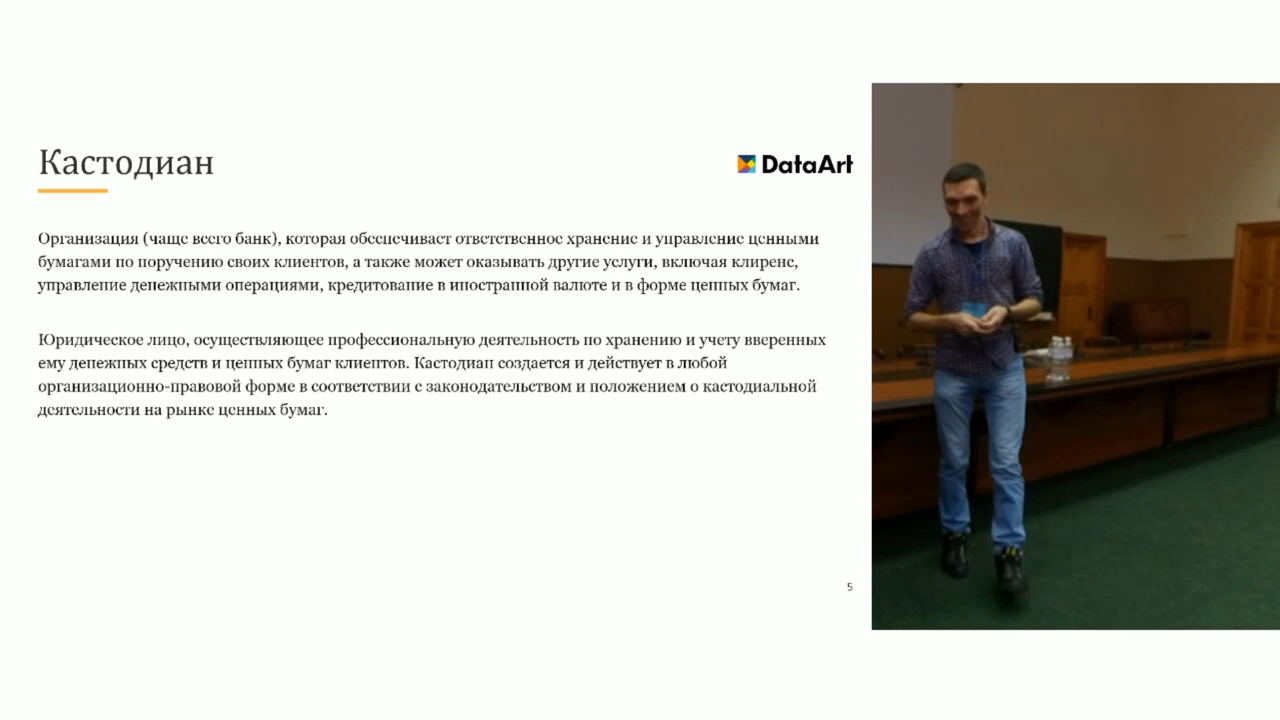 Кастодиан
DataArt
Организация (чаще всего банк), которая обеспечивает ответственное хранение и управление ценными
бумагами по поручению своих клиентов, а также может оказывать другие услуги, включая клиренс,
управление денежными операциями, кредитование в иностранной валюте и в форме ценных бумаг.
Юридическое лицо, осуществляющее профессиональную деятельность по хранению и учету вверенных
ему денежных средств и ценных бумаг клиентов. Кастодиан создается и действует в любой
организационно-правовой форме в соответствии с законодательством и положением о кастодиальной
деятельности на рынке ценных бумаг.
5